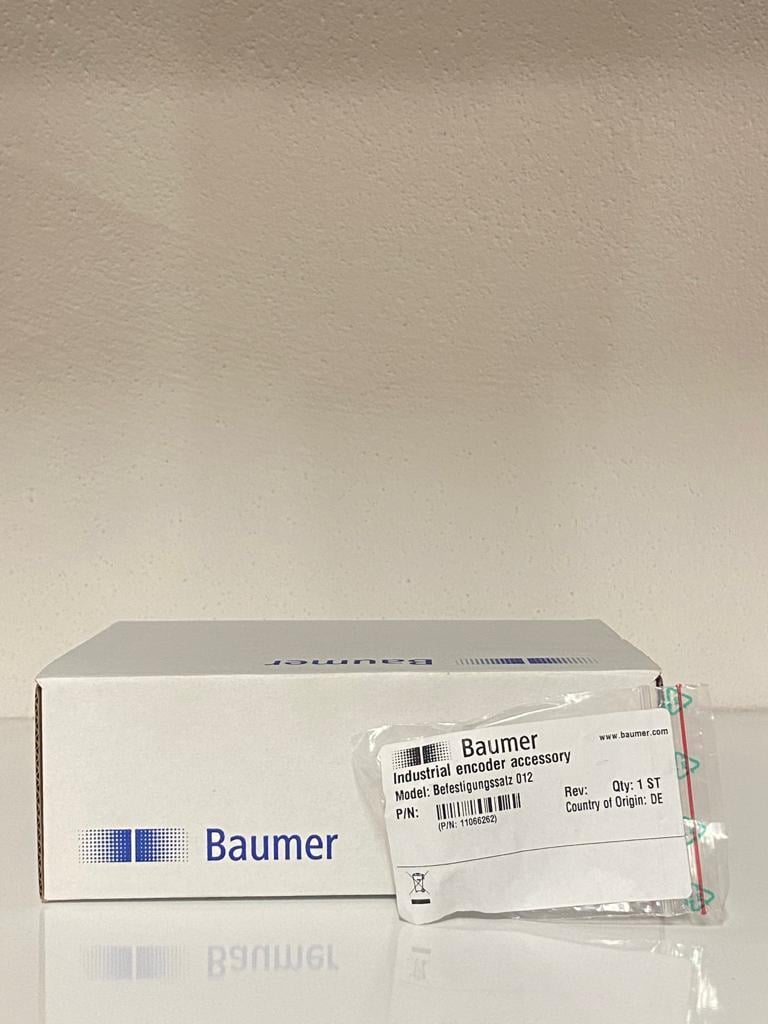 Baumer
Baumer
Baumer
www.baumer.com
Industrial encoder accessory
Model: Befestigungssatz 012
P/N:
(P/N: 11066262)
Rev: Qty: 1 ST
Country of Origin: DE